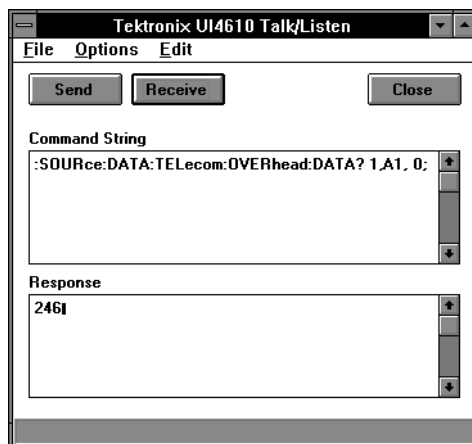 Tektronix UI4610 Talk/Listen
File Options Edit
Send Receive Close
Command String
:SOURce:DATA:TELecom:OVERhead:DATA? 1,A1, 0;
Response
246